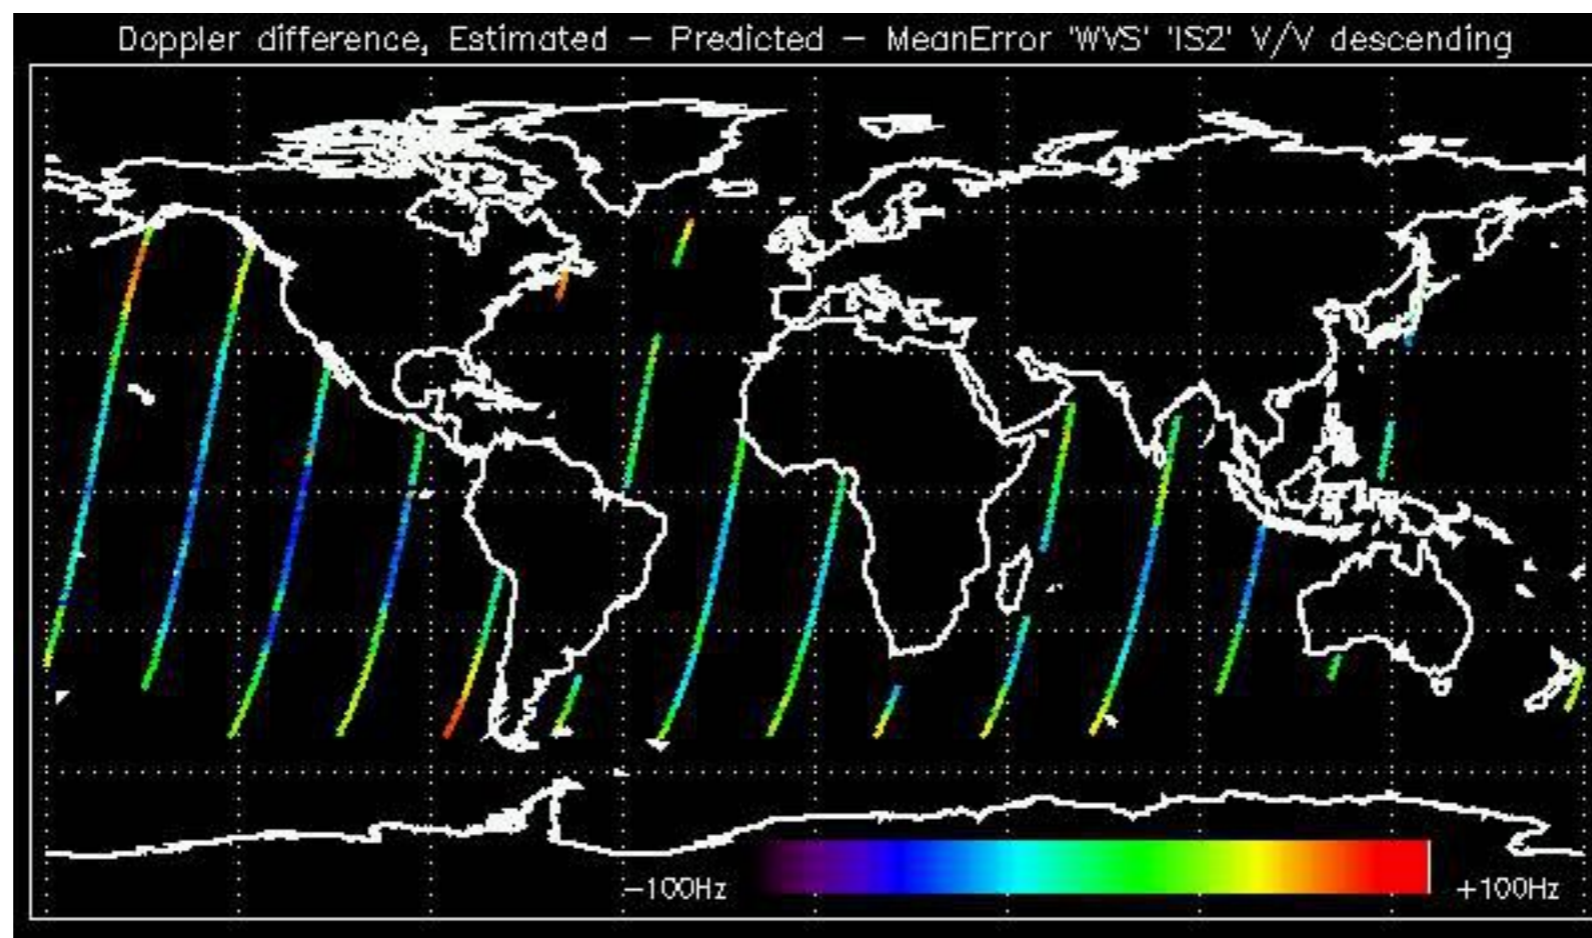 Doppler difference, Estimated - Predicted - MeanError 'WVS' 'IS2' V/V descending
-100Hz
+100Hz